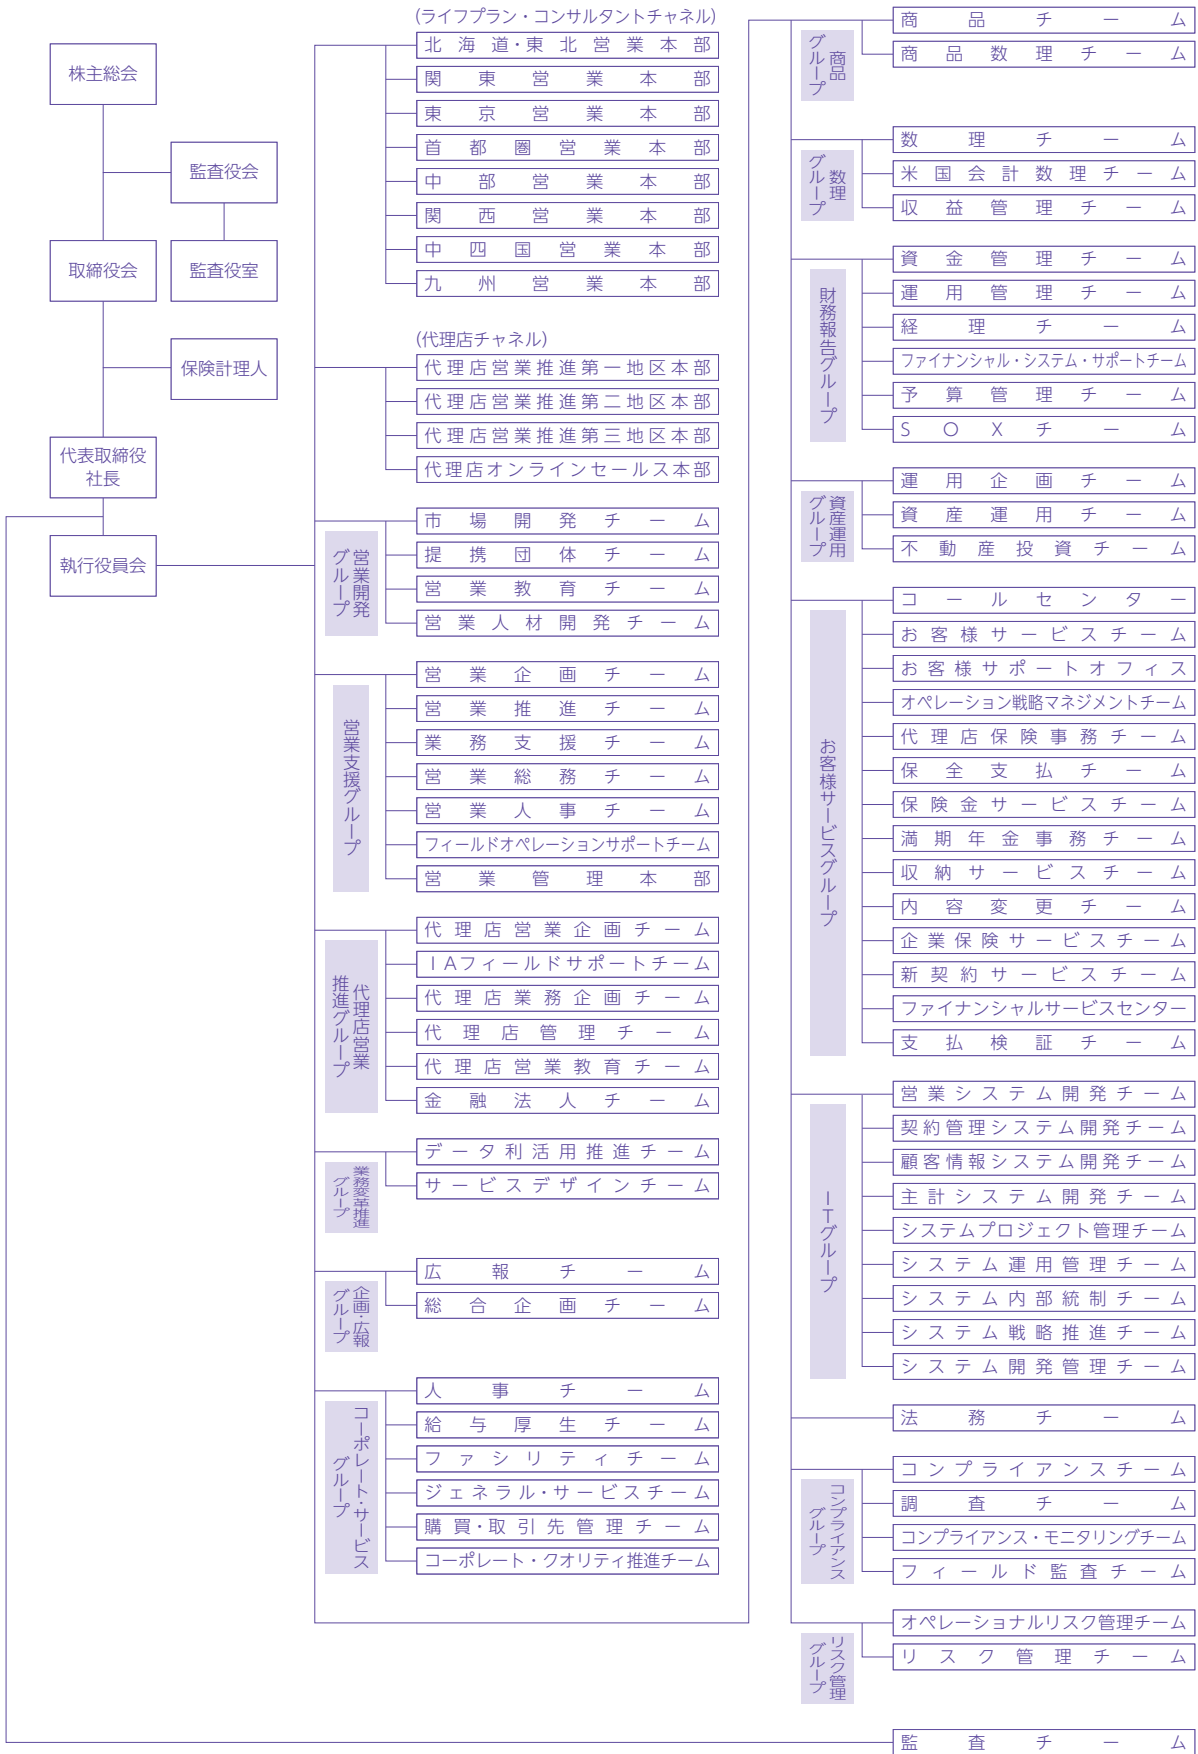 株主総会
監査役会
取締役会
監査役室
保険計理人
代表取締役
社長
執行役員会
(ライフプラン・コンサルタントチャネル)
北海道・東北営業本部
関東営業本部
東京営業本部
首都圏営業本部
中部営業本部
関西営業本部
中四国営業本部
九州営業本部
(代理店チャネル)
代理店営業推進第一地区本部
代理店営業推進第二地区本部
代理店営業推進第三地区本部
代理店オンラインセールス本部
営業開発
グループ
市場開発チーム
提携団体チーム
営業教育チーム
営業人材開発チーム
営業支援グループ
営業企画チーム
営業推進チーム
業務支援チーム
営業総務チーム
営業人事チーム
フィールドオペレーションサポートチーム
営業管理本部
代理店営業
推進グループ
代理店営業企画チーム
IAフィールドサポートチーム
代理店業務企画チーム
代理店管理チーム
代理店営業教育チーム
金融法人チーム
業務変革推進
グループ
データ利活用推進チーム
サービスデザインチーム
企画・広報
グループ
広報チーム
総合企画チーム
コーポレート・サービス
グループ
人事チーム
給与厚生チーム
ファシリティチーム
ジェネラル・サービスチーム
購買・取引先管理チーム
コーポレート・クオリティ推進チーム
商品
グループ
商品チーム
商品数理チーム
数理
グループ
数理チーム
米国会計数理チーム
収益管理チーム
財務報告グループ
資金管理チーム
運用管理チーム
経理チーム
ファイナンシャル・システム・サポートチーム
予算管理チーム
SOXチーム
資産運用
グループ
運用企画チーム
資産運用チーム
不動産投資チーム
お客様サービスグループ
コールセンター
お客様サービスチーム
お客様サポートオフィス
オペレーション戦略マネジメントチーム
代理店保険事務チーム
保全支払チーム
保険金サービスチーム
満期年金事務チーム
収納サービスチーム
内容変更チーム
企業保険サービスチーム
新契約サービスチーム
ファイナンシャルサービスセンター
支払検証チーム
ITグループ
営業システム開発チーム
契約管理システム開発チーム
顧客情報システム開発チーム
主計システム開発チーム
システムプロジェクト管理チーム
システム運用管理チーム
システム内部統制チーム
システム戦略推進チーム
システム開発管理チーム
法務チーム
コンプライアンス
グループ
コンプライアンスチーム
調査チーム
コンプライアンス・モニタリングチーム
フィールド監査チーム
リスク管理
グループ
オペレーショナルリスク管理チーム
リスク管理チーム
監査チーム